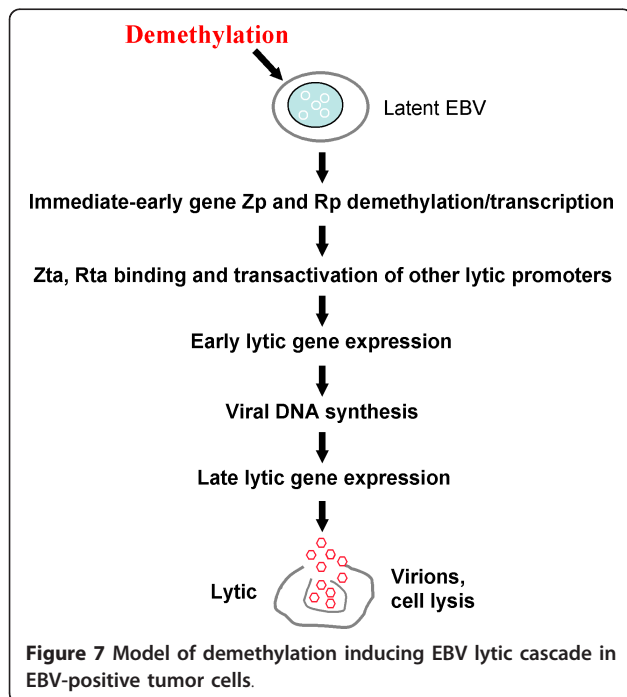 Demethylation
Latent EBV
Immediate-early gene Zp and Rp demethylation/transcription
Zta, Rta binding and transactivation of other lytic promoters
Early lytic gene expression
Viral DNA synthesis
Late lytic gene expression
Lytic
Virions,
cell lysis
Figure 7 Model of demethylation inducing EBV lytic cascade in
EBV-positive tumor cells.